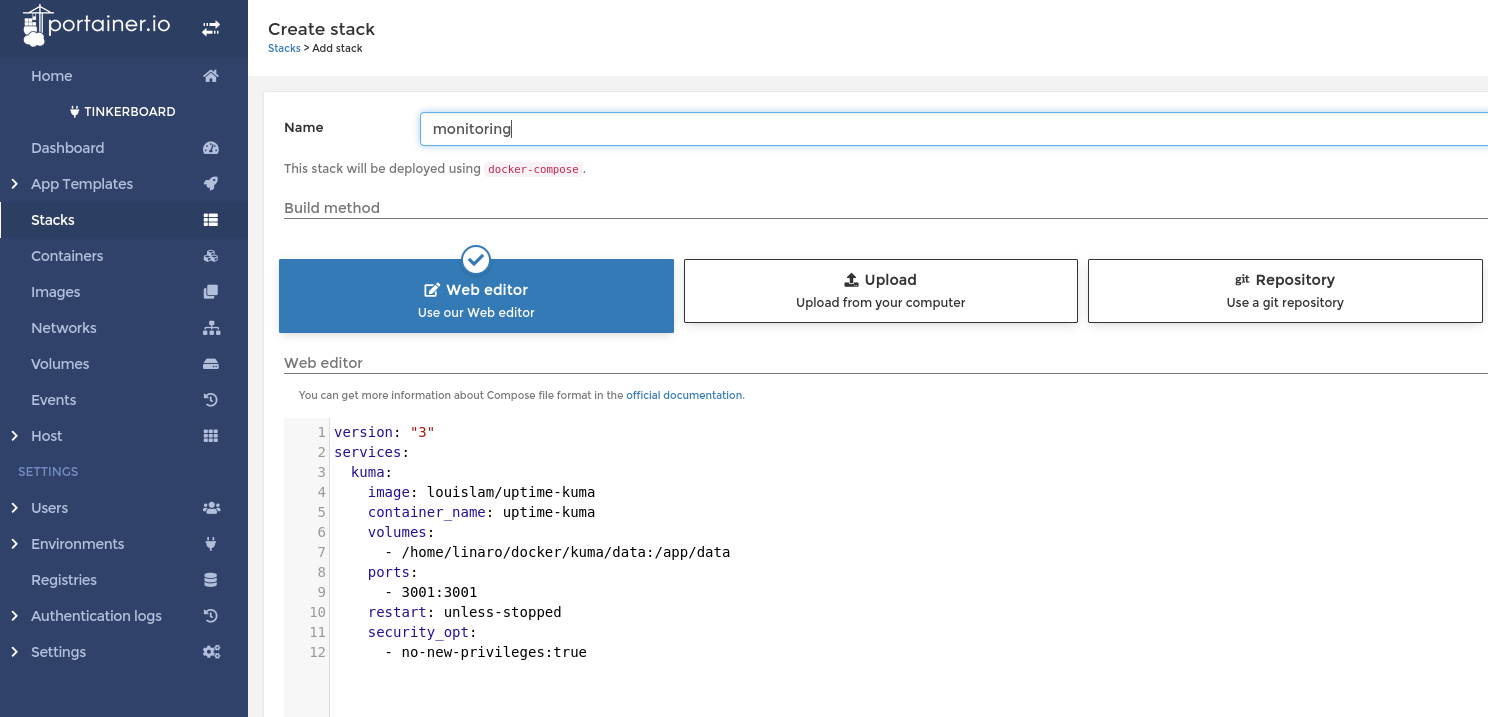 portainer.io
Home
TINKERBOARD
Dashboard
App Templates
Stacks
Containers
Images
Networks
Volumes
Events
Host
SETTINGS
Users
Environments
Registries
Authentication logs
Settings
Create stack
Stacks > Add stack
Name
monitoring
This stack will be deployed using docker-compose.
Build method
Web editor
Use our Web editor
Upload
Upload from your computer
git Repository
Use a git repository
Web editor
You can get more information about Compose file format in the official documentation.
1 version: "3"
2 services:
3   kuma:
4     image: louislam/uptime-kuma
5     container_name: uptime-kuma
6     volumes:
7       - /home/linaro/docker/kuma/data:/app/data
8     ports:
9       - 3001:3001
10     restart: unless-stopped
11     security_opt:
12       - no-new-privileges:true